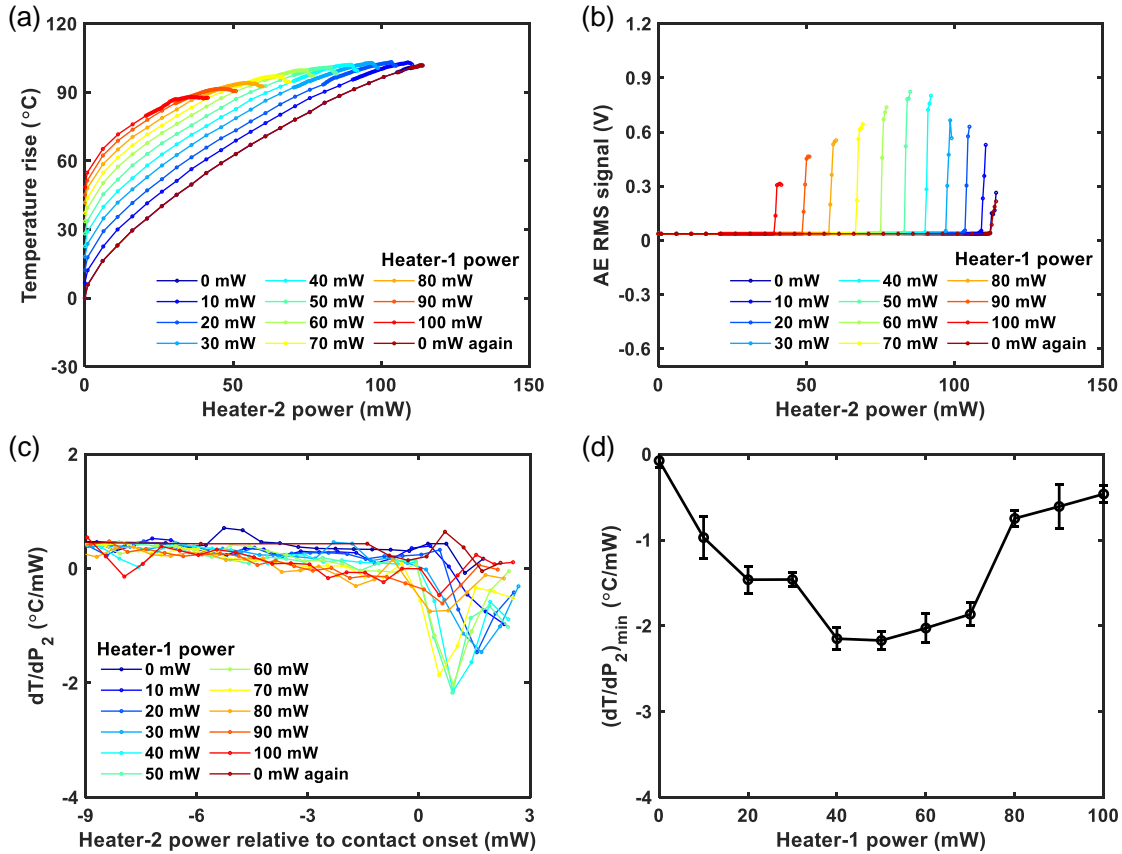 (a)
120
90
60
30
0
-30
Temperature rise (°C)
Heater-1 power
0 mW
10 mW
20 mW
30 mW
40 mW
50 mW
60 mW
70 mW
80 mW
90 mW
100 mW
0 mW again
0
50
100
150
Heater-2 power (mW)
(b)
1.2
0.9
0.6
0.3
0
-0.3
-0.6
AE RMS signal (V)
Heater-1 power
0 mW
10 mW
20 mW
30 mW
40 mW
50 mW
60 mW
70 mW
80 mW
90 mW
100 mW
0 mW again
0
50
100
150
Heater-2 power (mW)
(c)
2
0
-2
-4
dT/dP2 (°C/mW)
Heater-1 power
0 mW
10 mW
20 mW
30 mW
40 mW
50 mW
60 mW
70 mW
80 mW
90 mW
100 mW
0 mW again
-9
-6
-3
0
3
Heater-2 power relative to contact onset (mW)
(d)
0
-1
-2
-3
-4
(dT/dP2)min (°C/mW)
0
20
40
60
80
100
Heater-1 power (mW)